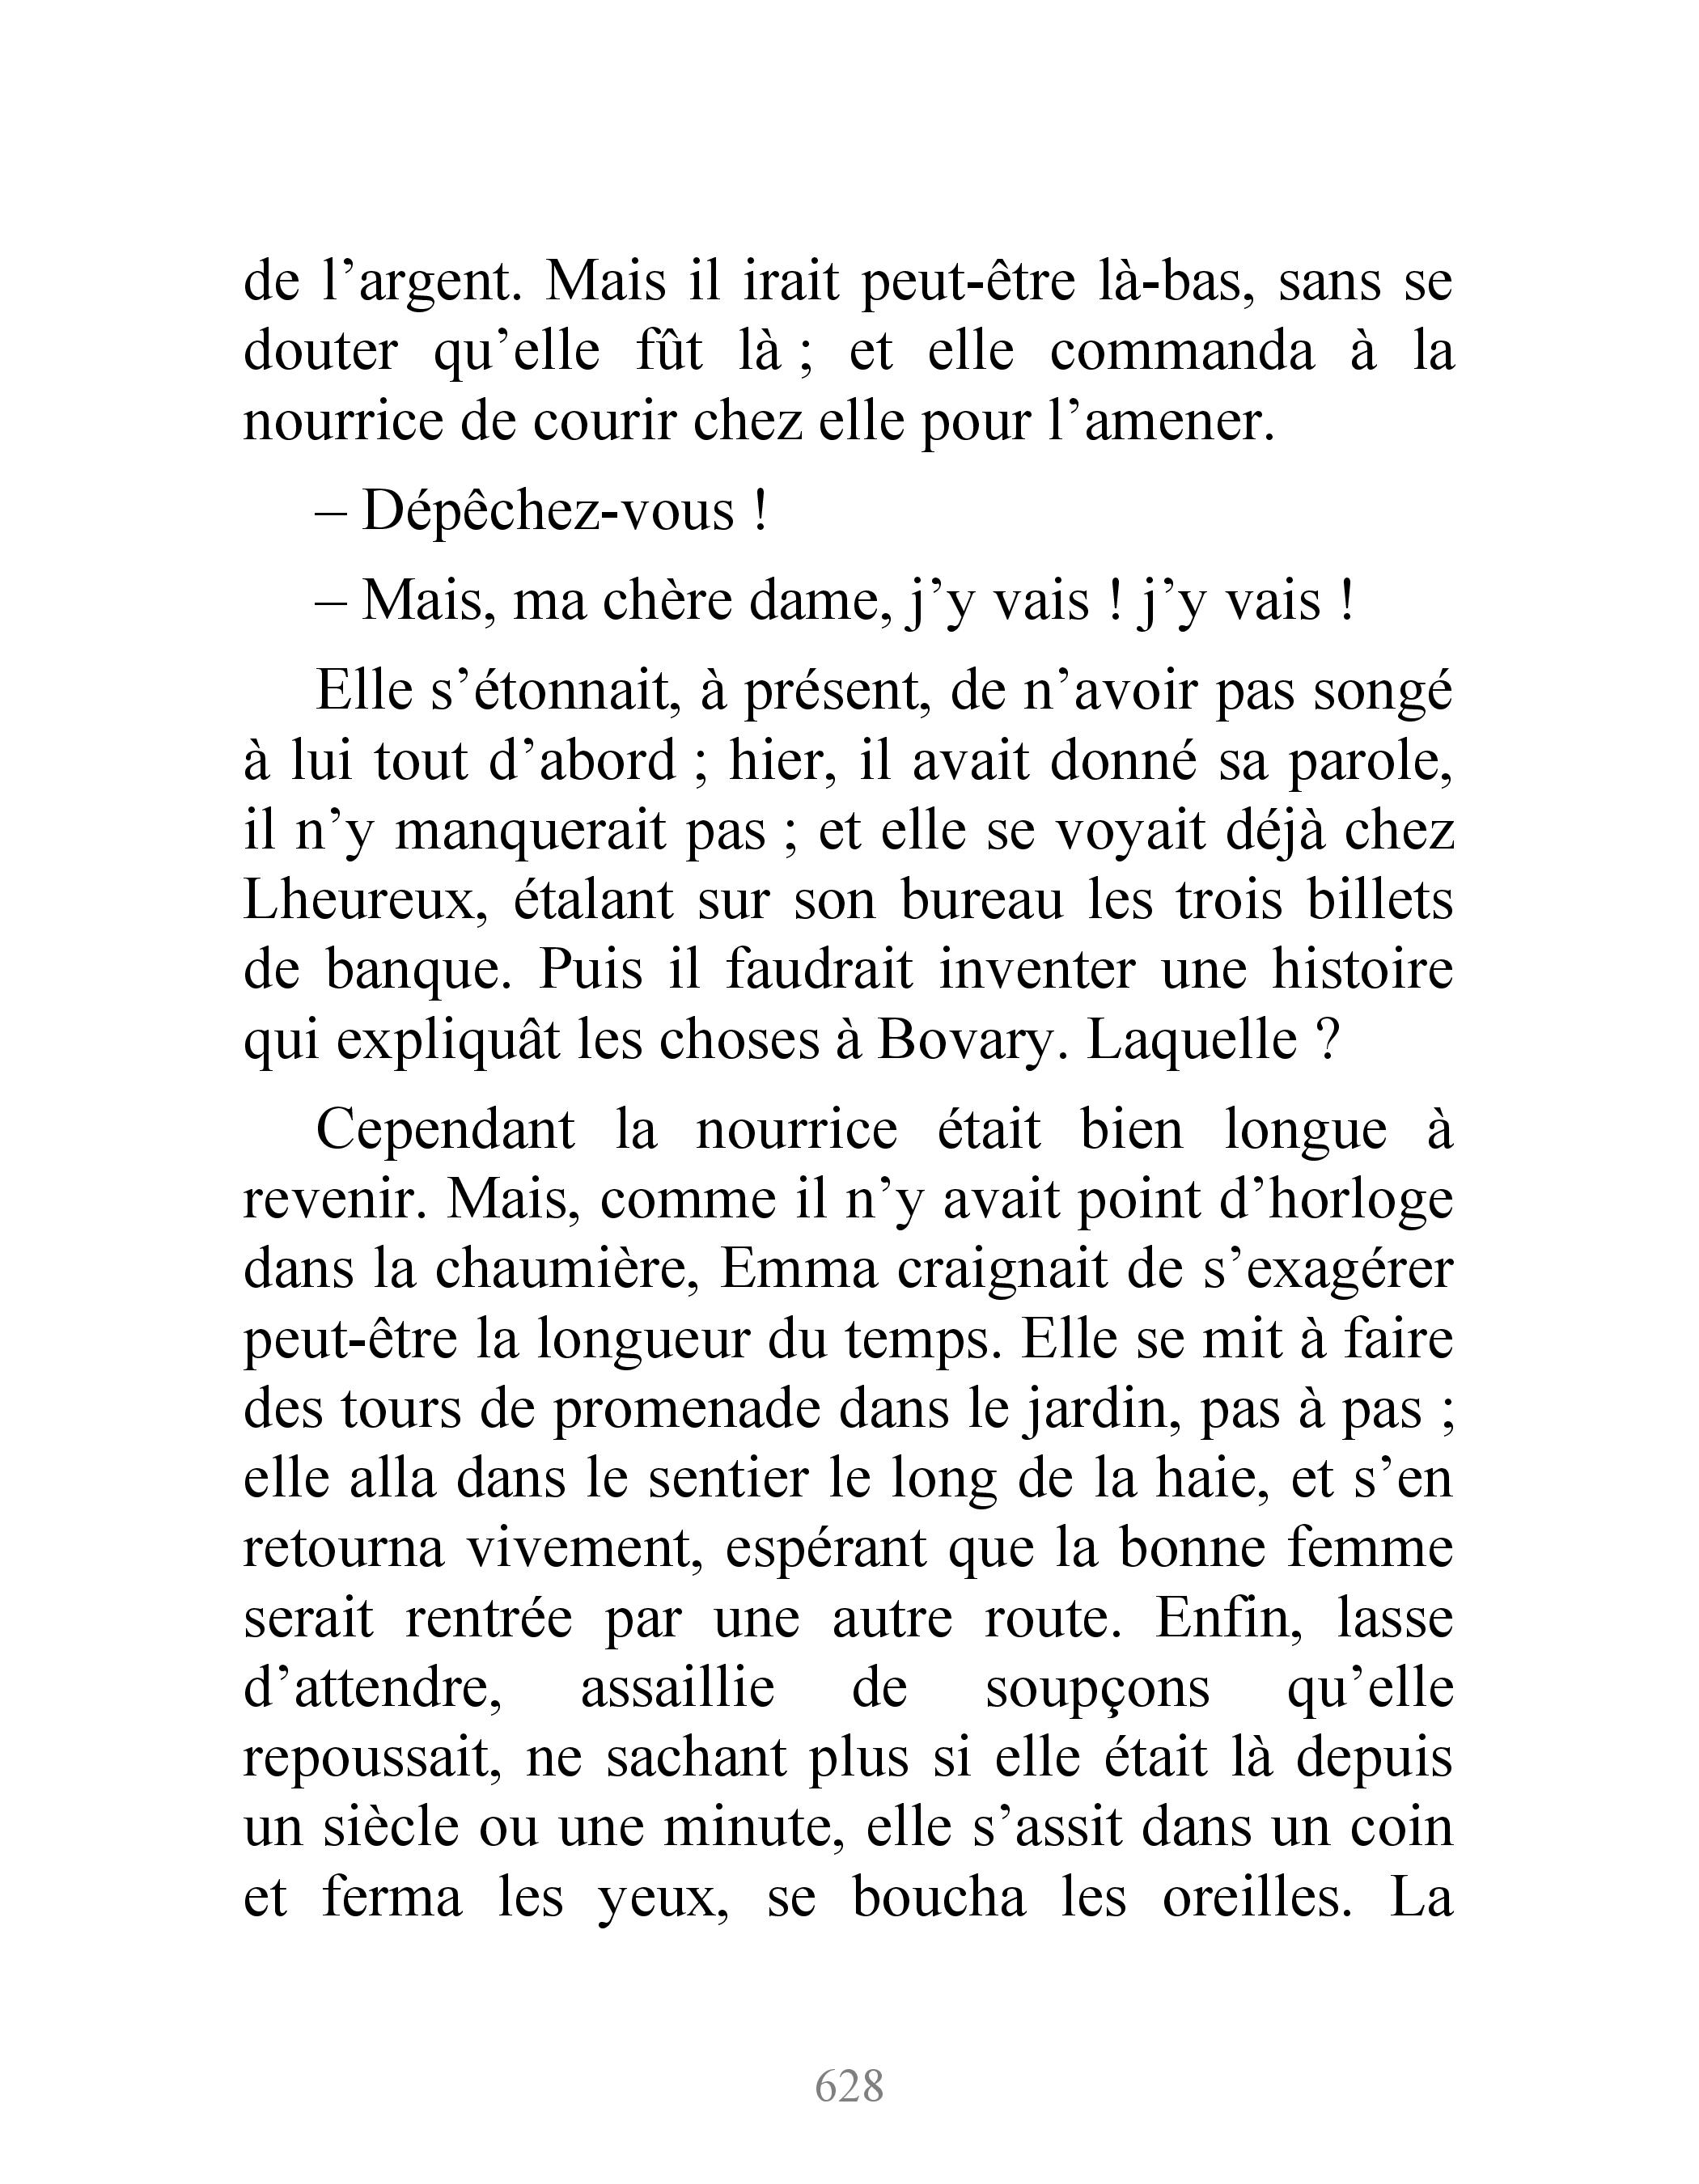 de l’argent. Mais il irait peut-être là-bas, sans se
douter qu’elle fût là ; et elle commanda à la
nourrice de courir chez elle pour l’amener.
– Dépêchez-vous !
– Mais, ma chère dame, j’y vais ! j’y vais !
Elle s’étonnait, à présent, de n’avoir pas songé
à lui tout d’abord ; hier, il avait donné sa parole,
il n’y manquerait pas ; et elle se voyait déjà chez
Lheureux, étalant sur son bureau les trois billets
de banque. Puis il faudrait inventer une histoire
qui expliquât les choses à Bovary. Laquelle ?
Cependant la nourrice était bien longue à
revenir. Mais, comme il n’y avait point d’horloge
dans la chaumière, Emma craignait de s’exagérer
peut-être la longueur du temps. Elle se mit à faire
des tours de promenade dans le jardin, pas à pas ;
elle alla dans le sentier le long de la haie, et s’en
retourna vivement, espérant que la bonne femme
serait rentrée par une autre route. Enfin, lasse
d’attendre, assaillie de soupçons qu’elle
repoussait, ne sachant plus si elle était là depuis
un siècle ou une minute, elle s’assit dans un coin
et ferma les yeux, se boucha les oreilles. La
628